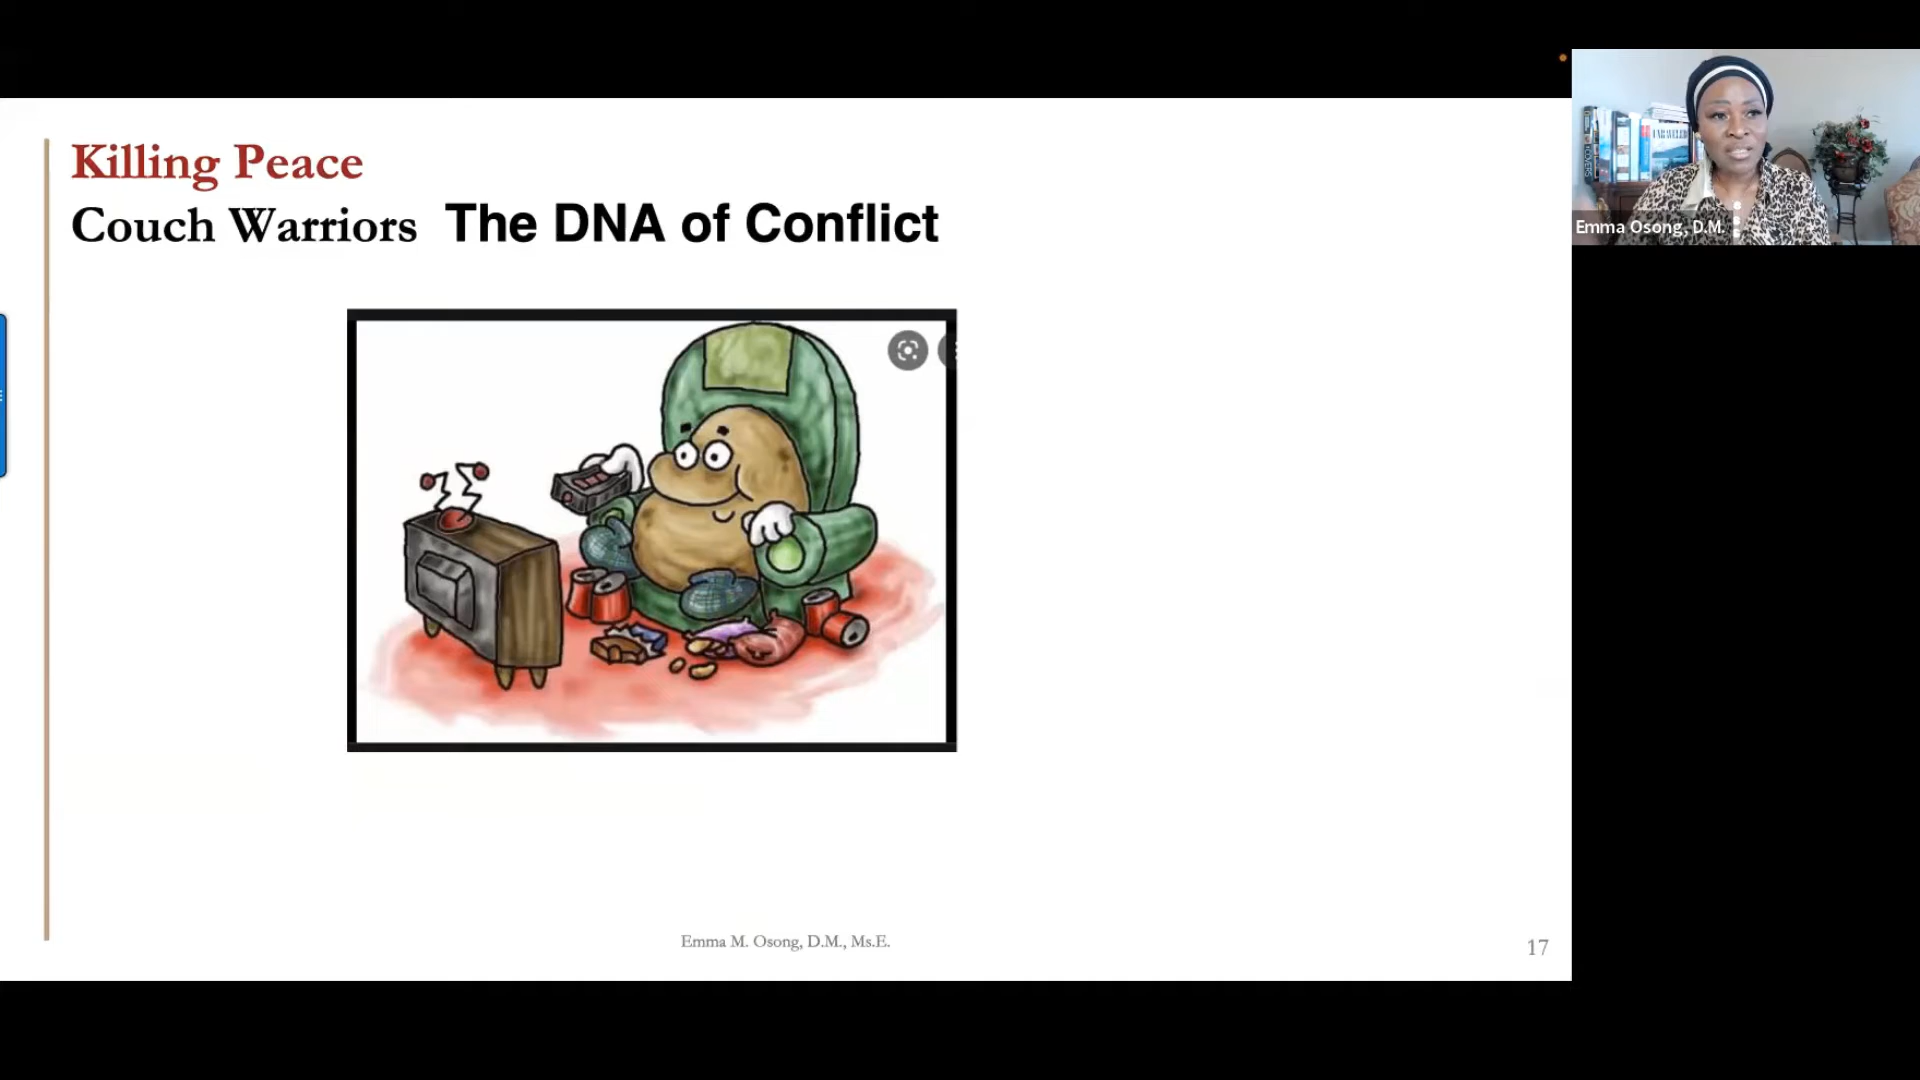 Killing Peace
Couch Warriors The DNA of Conflict
Emma Osong, D.M.
Emma M. Osong, D.M., Ms.E.
17